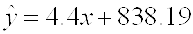 ŷ = 4.4x + 838.19